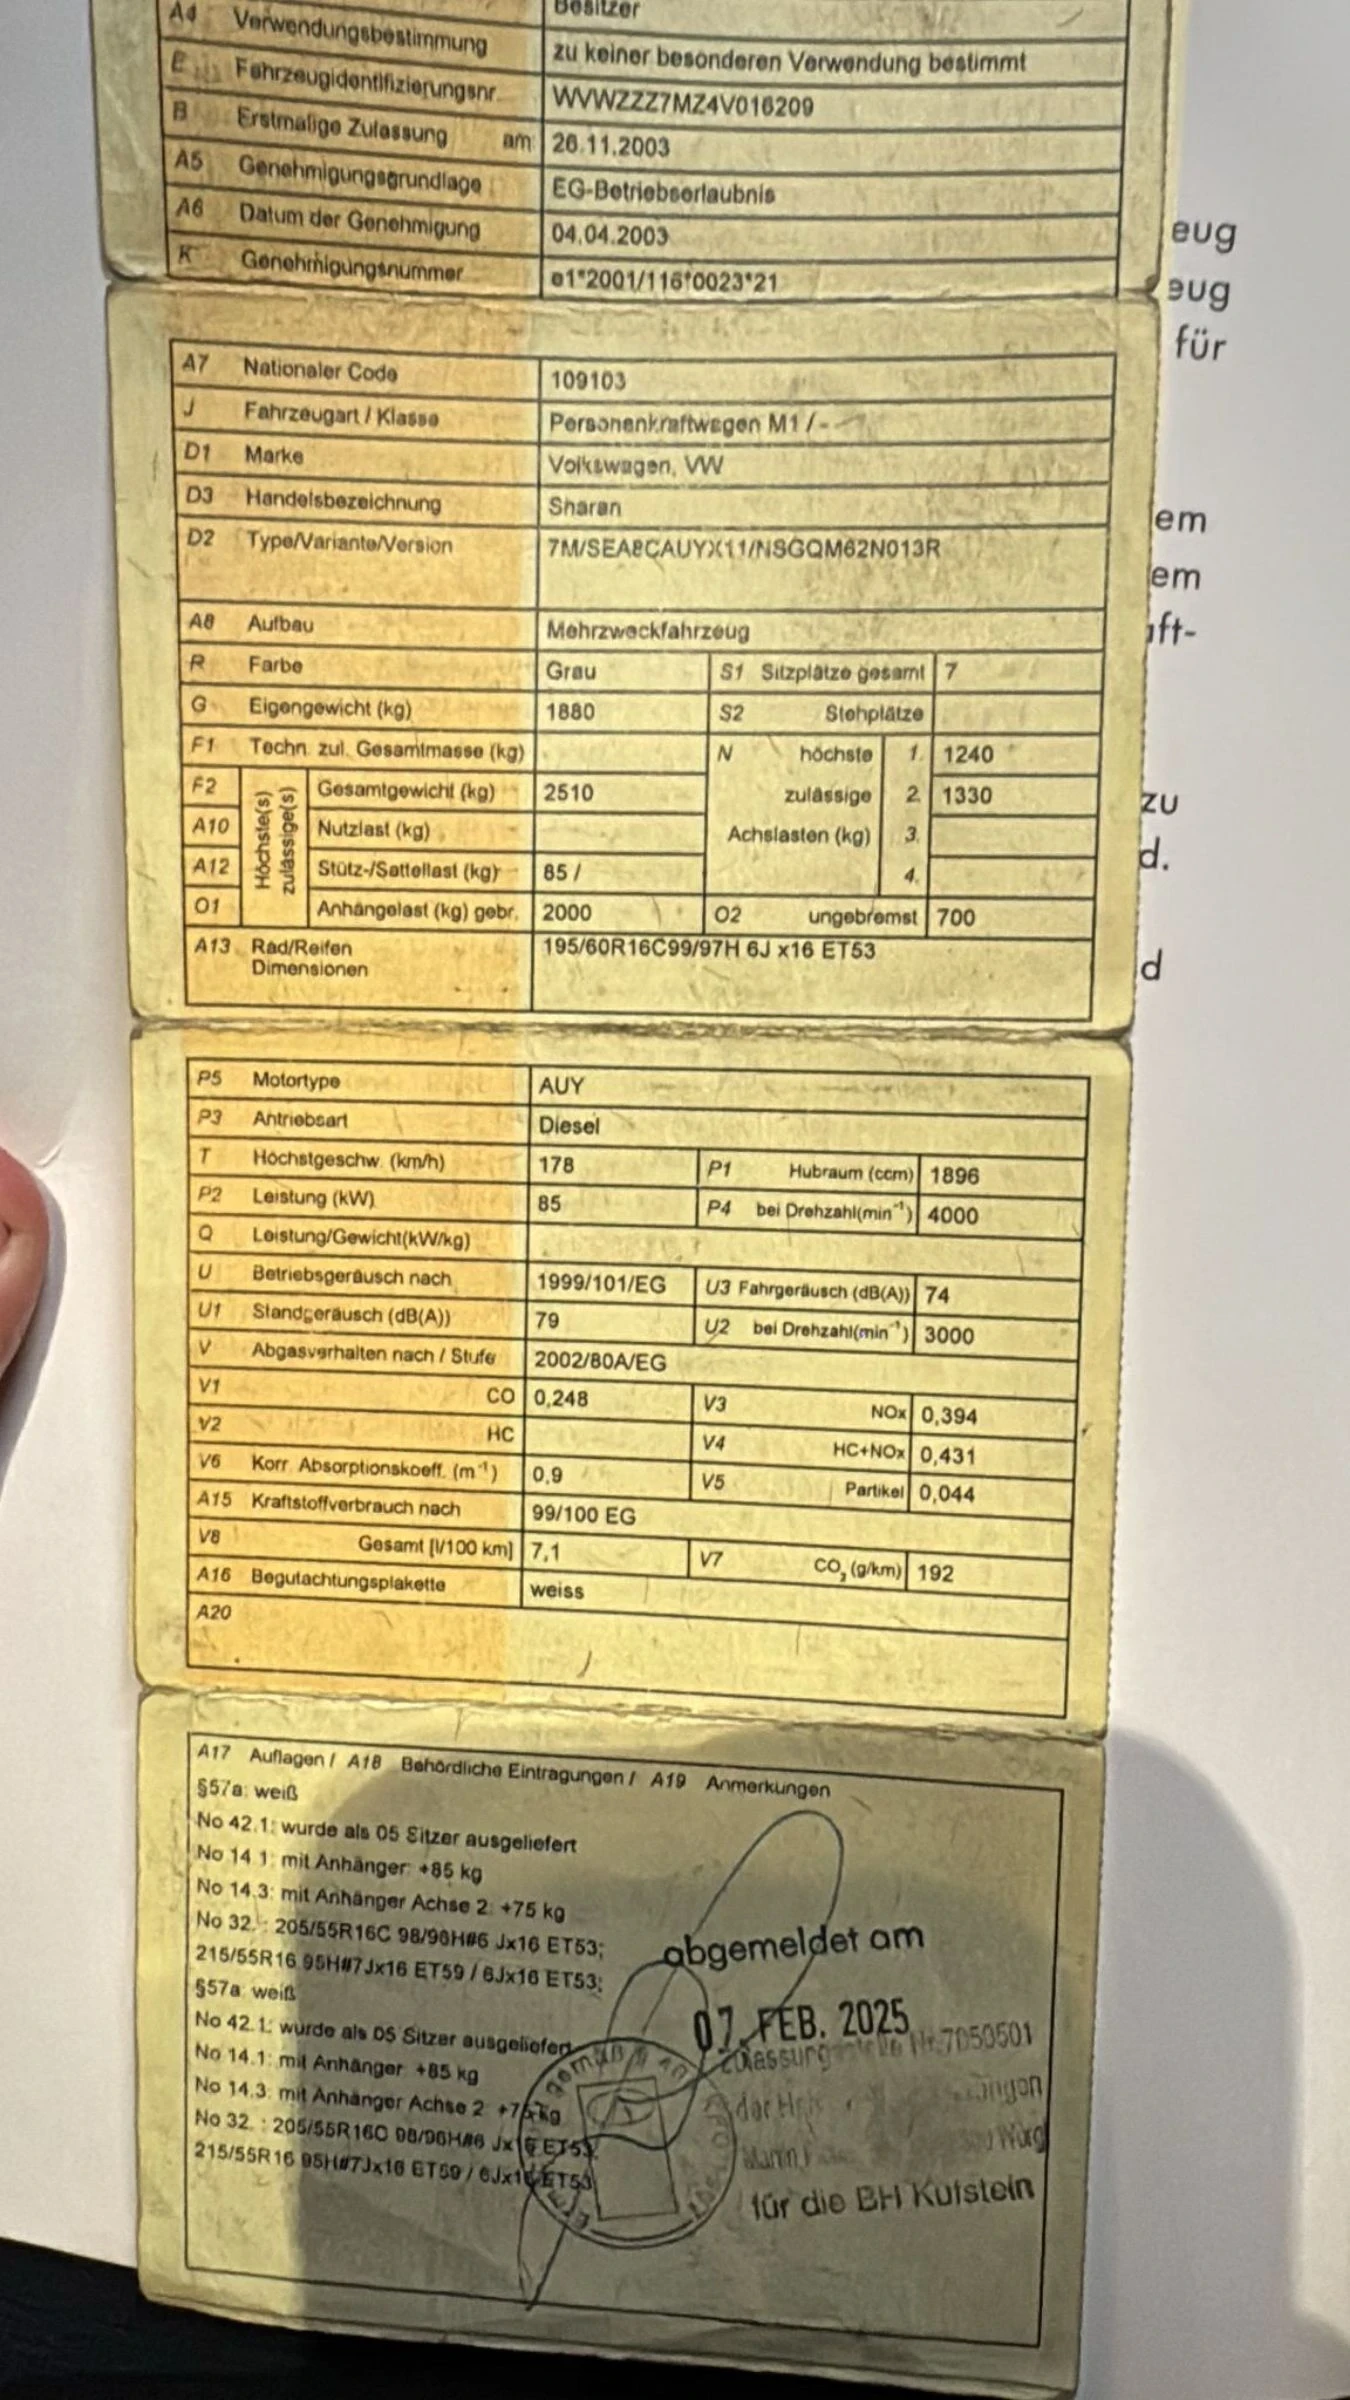 Besitzer
A4 Verwendungsbestimmung zu keiner besonderen Verwendung bestimmt
E Fahrzeugidentifizierungsnr. WVWZZZ7MZ4V016209
B Erstmalige Zulassung am: 26.11.2003
A5 Genehmigungsgrundlage EG-Betriebserlaubnis
A6 Datum der Genehmigung 04.04.2003
K Genehmigungsnummer e1*2001/116*0023*21
eug
eug
für
A7 Nationaler Code 109103
J Fahrzeugart / Klasse Personenkraftwagen M1 / -
D1 Marke Volkswagen, VW
D3 Handelsbezeichnung Sharan
em
D2 Type/Variante/Version 7M/SEABCAUYX11/NSGQM62N013R
em
A8 Aufbau Mehrzweckfahrzeug
ft-
R Farbe Grau S1 Sitzplätze gesamt 7
G Eigengewicht (kg) 1880 S2 Stehplätze
F1 Techn. zul. Gesamtmasse (kg) N höchste 1. 1240
Höchste(s) zulässige(s)
F2 Gesamtgewicht (kg) 2510 zulässige 2. 1330
zu
A10 Nutzlast (kg) Achslasten (kg) 3.
d.
A12 Stütz-/Sattellast (kg) 85 / 4.
O1 Anhängelast (kg) gebr. 2000 O2 ungebremst 700
A13 Rad/Reifen 195/60R16C99/97H 6J x16 ET53
Dimensionen
d
P5 Motortype AUY
P3 Antriebsart Diesel
T Höchstgeschw. (km/h) 178 P1 Hubraum (ccm) 1896
P2 Leistung (kW) 85 P4 bei Drehzahl(min⁻¹) 4000
Q Leistung/Gewicht(kW/kg)
U Betriebsgeräusch nach 1999/101/EG U3 Fahrgeräusch (dB(A)) 74
U1 Standgeräusch (dB(A)) 79 U2 bei Drehzahl(min⁻¹) 3000
V Abgasverhalten nach / Stufe 2002/80A/EG
V1 CO 0,248 V3 NOx 0,394
V2 HC V4 HC+NOx 0,431
V6 Korr. Absorptionskoeff. (m⁻¹) 0,9 V5 Partikel 0,044
A15 Kraftstoffverbrauch nach 99/100 EG
V8 Gesamt [l/100 km] 7,1 V7 CO₂ (g/km) 192
A16 Begutachtungsplakette weiss
A20
A17 Auflagen / A18 Behördliche Eintragungen / A19 Anmerkungen
§57a: weiß
No 42.1: wurde als 05 Sitzer ausgeliefert
No 14.1: mit Anhänger: +85 kg
No 14.3: mit Anhänger Achse 2: +75 kg
No 32. : 205/55R16C 98/96H#6 Jx16 ET53;
215/55R16 95H#7Jx16 ET59 / 6Jx16 ET53;
§57a: weiß
No 42.1: wurde als 05 Sitzer ausgeliefert
No 14.1: mit Anhänger: +85 kg
No 14.3: mit Anhänger Achse 2: +75 kg
No 32. : 205/55R16C 98/96H#6 Jx16 ET53;
215/55R16 95H#7Jx16 ET59 / 6Jx16 ET53
abgemeldet am
07. FEB. 2025
Zulassungsstelle Nr. 7050501
der
für die BH Kufstein
gemäß §